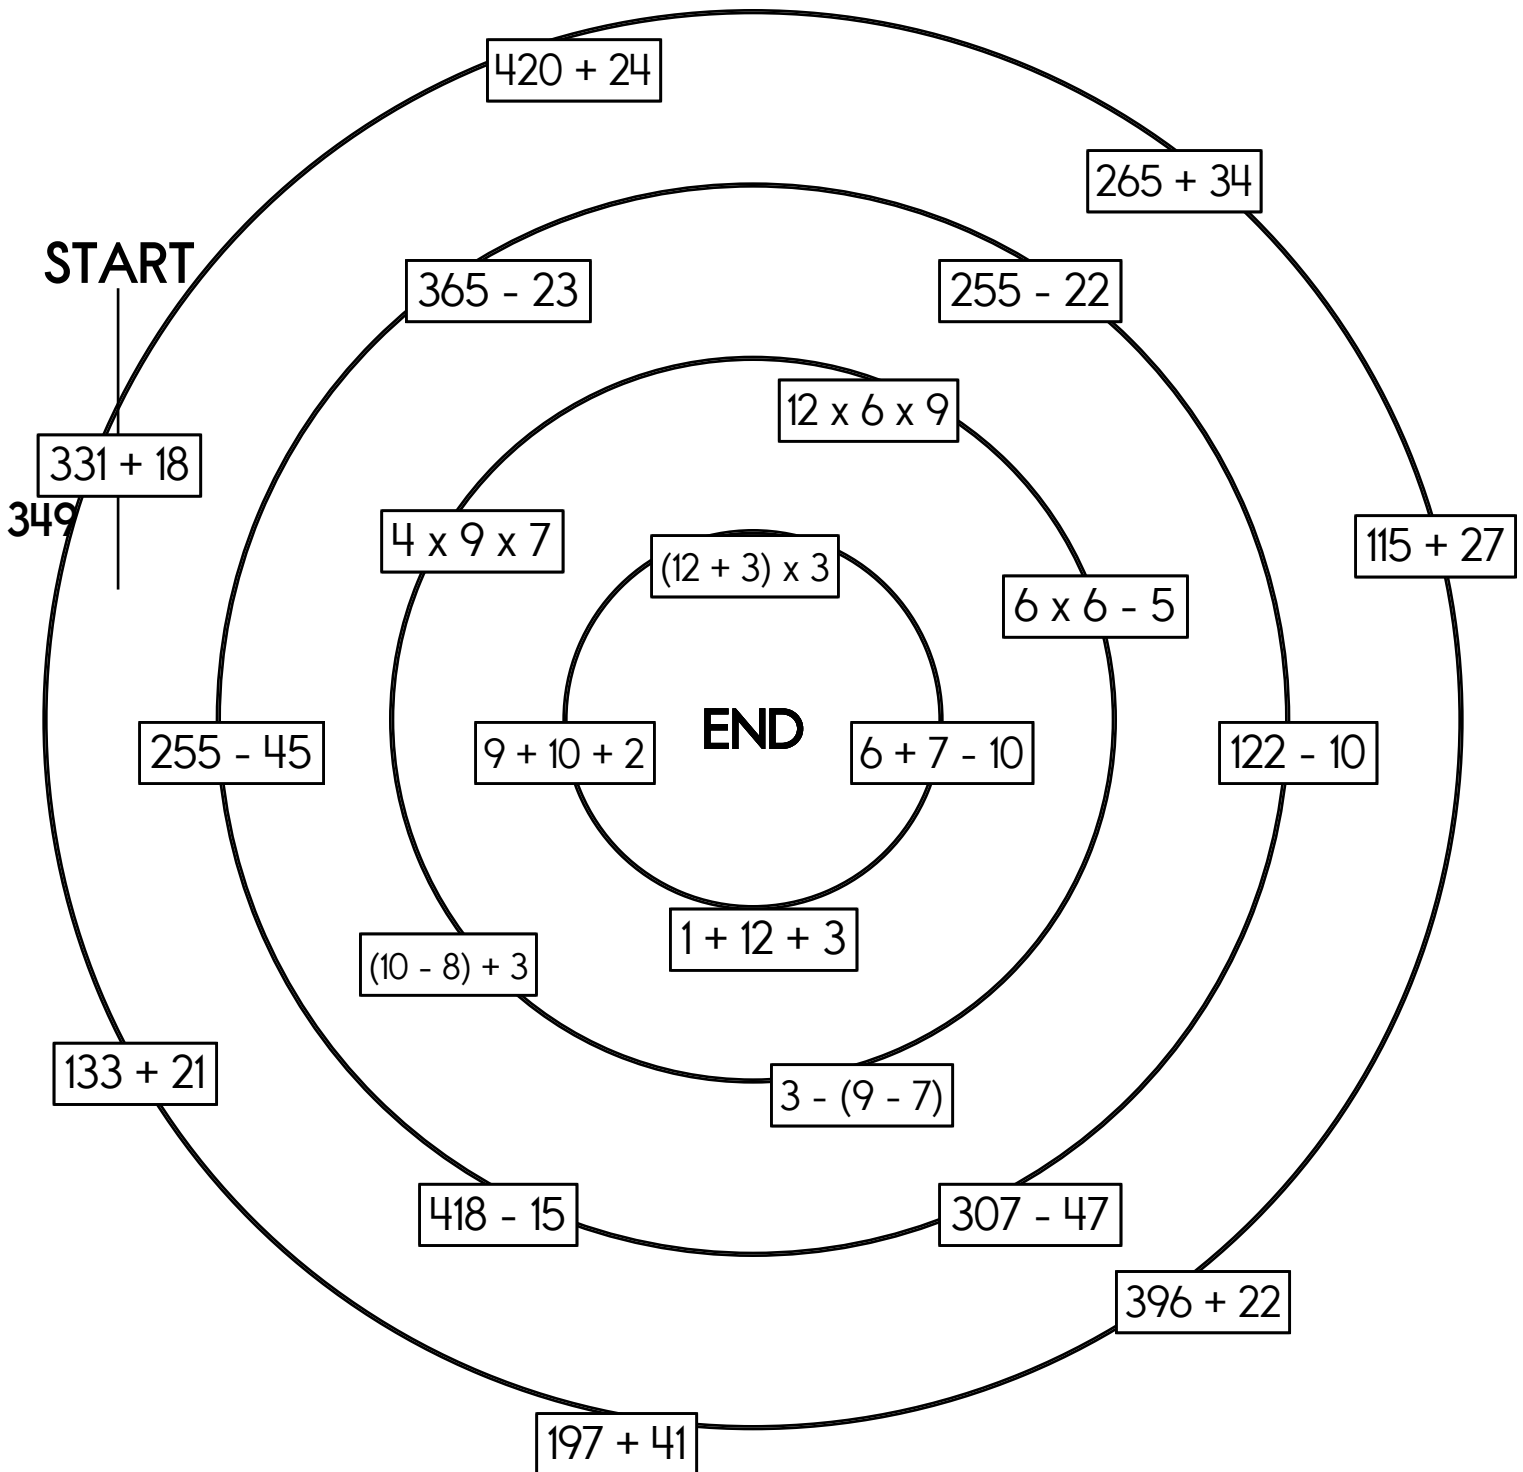 420 + 24
265 + 34
START
365 - 23
255 - 22
12 x 6 x 9
331 + 18
349
4 x 9 x 7
115 + 27
(12 + 3) x 3
6 x 6 - 5
END
255 - 45
9 + 10 + 2
6 + 7 - 10
122 - 10
1 + 12 + 3
(10 - 8) + 3
133 + 21
3 - (9 - 7)
418 - 15
307 - 47
396 + 22
197 + 41